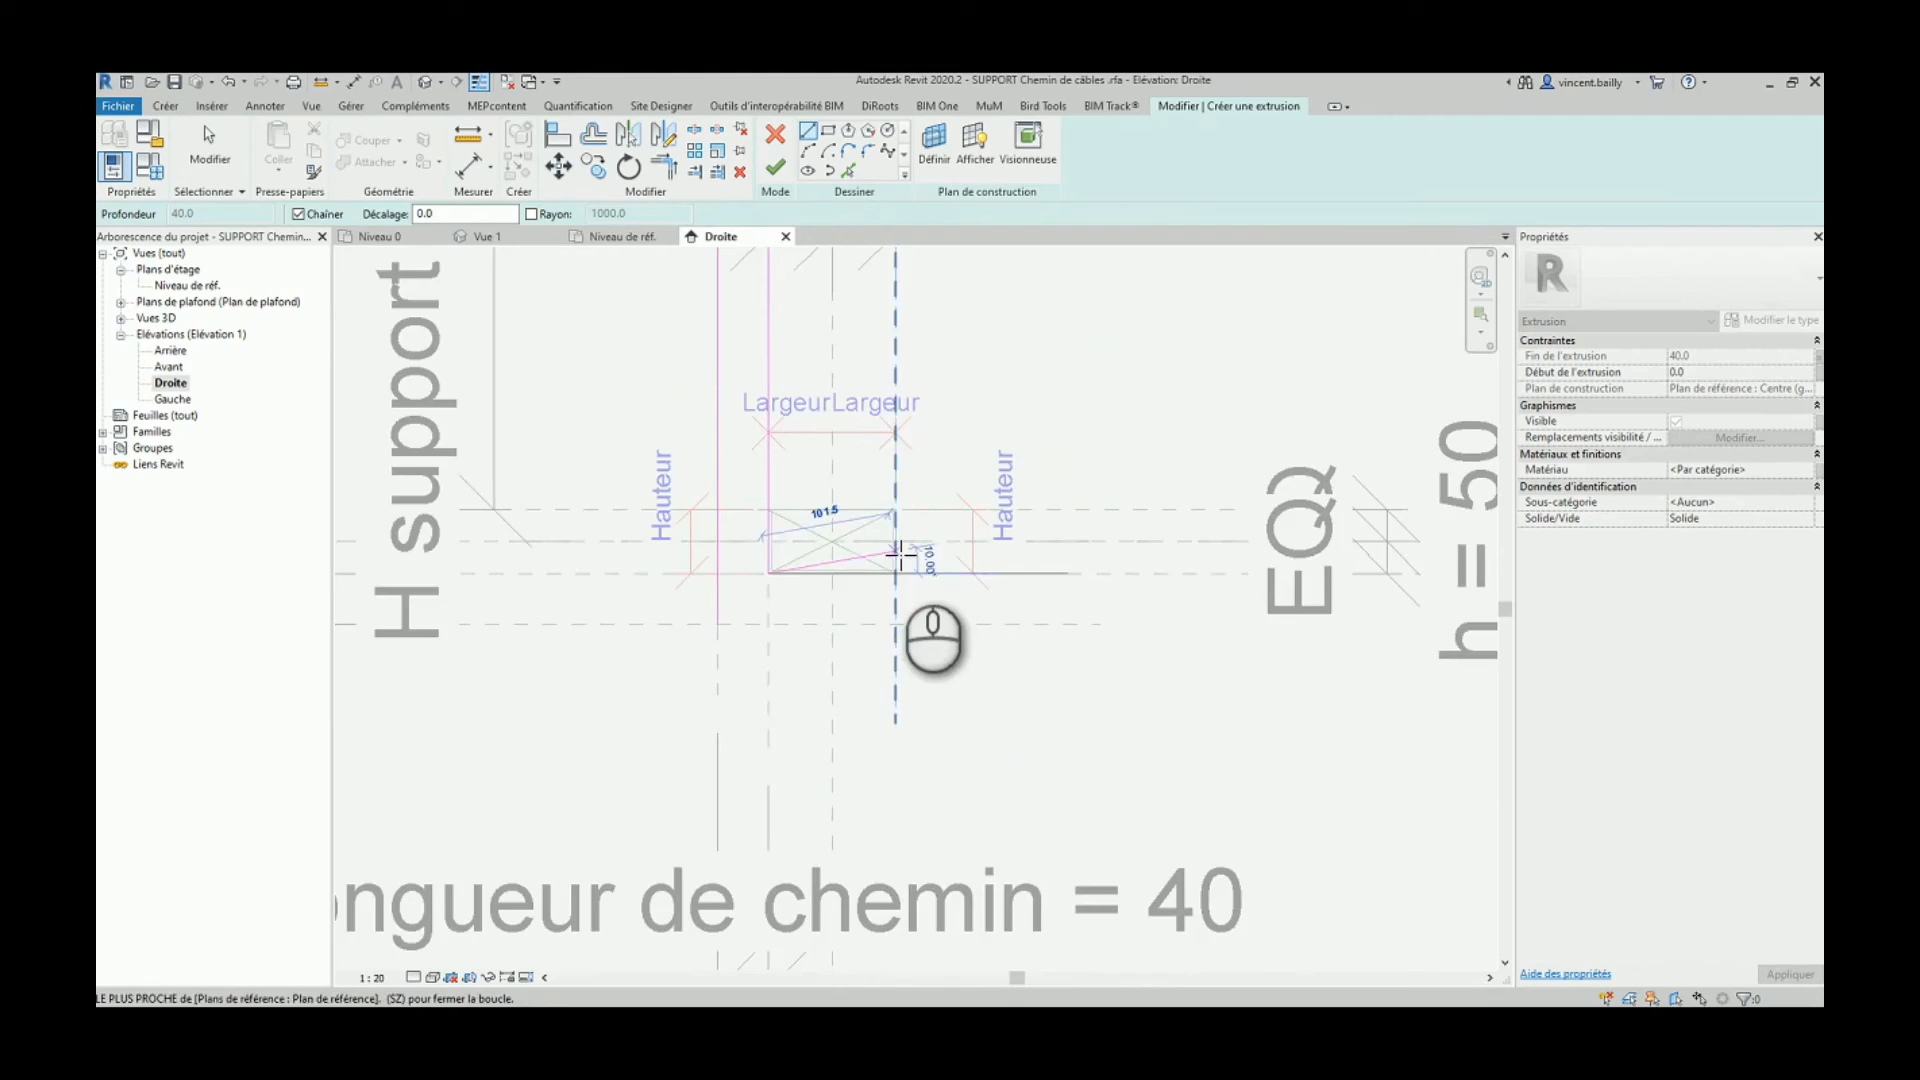 Autodesk Revit 2020.2 - SUPPORT Chemin de câbles .rfa - Elévation: Droite
vincent.bailly
Fichier Créer Insérer Annoter Vue Gérer Compléments MEPcontent Quantification Site Designer Outils d'interopérabilité BIM DiRoots BIM One MuM Bird Tools BIM Track® Modifier | Créer une extrusion
Modifier Coller Couper Attacher Définir Afficher Visionneuse
Propriétés Sélectionner Presse-papiers Géométrie Mesurer Créer Modifier Mode Dessiner Plan de construction
Profondeur 40.0 Chaîner Décalage: 0.0 Rayon: 1000.0
Arborescence du projet - SUPPORT Chemin...
Niveau 0 Vue 1 Niveau de réf. Droite
Vues (tout)
Plans d'étage
Niveau de réf.
Plans de plafond (Plan de plafond)
Vues 3D
Elévations (Elévation 1)
Arrière
Avant
Droite
Gauche
Feuilles (tout)
Familles
Groupes
Liens Revit
H support
LargeurLargeur
Hauteur
Hauteur
101.5
10.00
EQ
h = 50
ongueur de chemin = 40
Propriétés
Extrusion Modifier le type
Contraintes
Fin de l'extrusion 40.0
Début de l'extrusion 0.0
Plan de construction Plan de référence : Centre (g...
Graphismes
Visible
Remplacements visibilité / ... Modifier...
Matériaux et finitions
Matériau <Par catégorie>
Données d'identification
Sous-catégorie <Aucun>
Solide/Vide Solide
Aide des propriétés Appliquer
1 : 20
LE PLUS PROCHE de [Plans de référence : Plan de référence]. (SZ) pour fermer la boucle.
:0